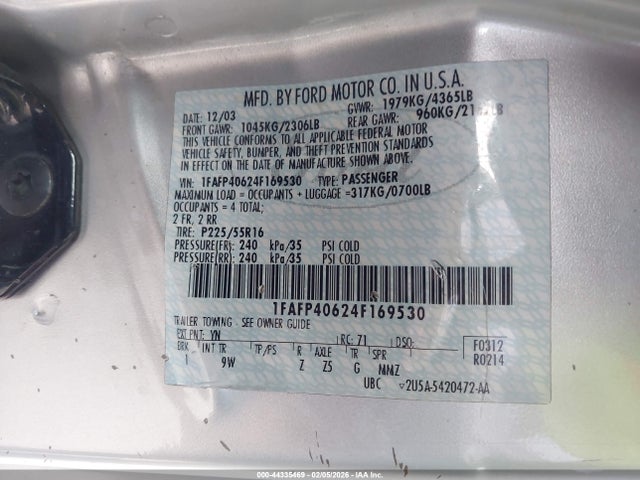 MFD. BY FORD MOTOR CO. IN U.S.A.
DATE: 12/03 GVWR: 1979KG/4365LB
FRONT GAWR: 1045KG/2306LB REAR GAWR: 960KG/
THIS VEHICLE CONFORMS TO ALL APPLICABLE FEDERAL MOTOR
VEHICLE SAFETY, BUMPER, AND THEFT PREVENTION STANDARDS
IN EFFECT ON THE DATE OF MANUFACTURE SHOWN ABOVE.
VIN: 1FAFP40624F169530 TYPE: PASSENGER
MAXIMUM LOAD = OCCUPANTS + LUGGAGE =317KG/0700LB
OCCUPANTS = 4 TOTAL;
2 FR, 2 RR
TIRE: P225/55R16
PRESSURE(FR) 240 kPa/35 PSI COLD
PRESSURE(RR) 240 kPa/35 PSI COLD
1FAFP40624F169530
TRAILER TOWING - SEE OWNER GUIDE
EXT PNT: YN RC: 71 DSO: F0312
BRK INT TR TP/PS R AXLE TR SPR R0214
1 9W Z Z5 G MMZ
UBC ▽2U5A-5420472-AA
000-44335469 - 02/05/2026 - IAA Inc.